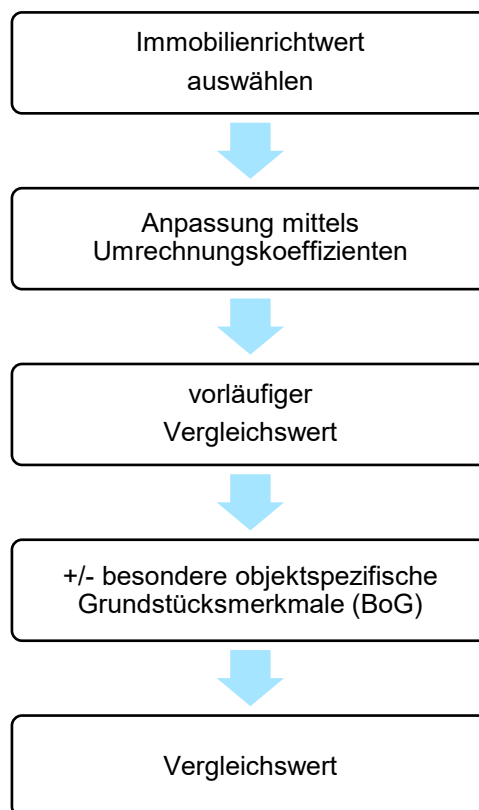 Immobilienrichtwert
auswählen
Anpassung mittels
Umrechnungskoeffizienten
vorläufiger
Vergleichswert
+/- besondere objektspezifische
Grundstücksmerkmale (BoG)
Vergleichswert